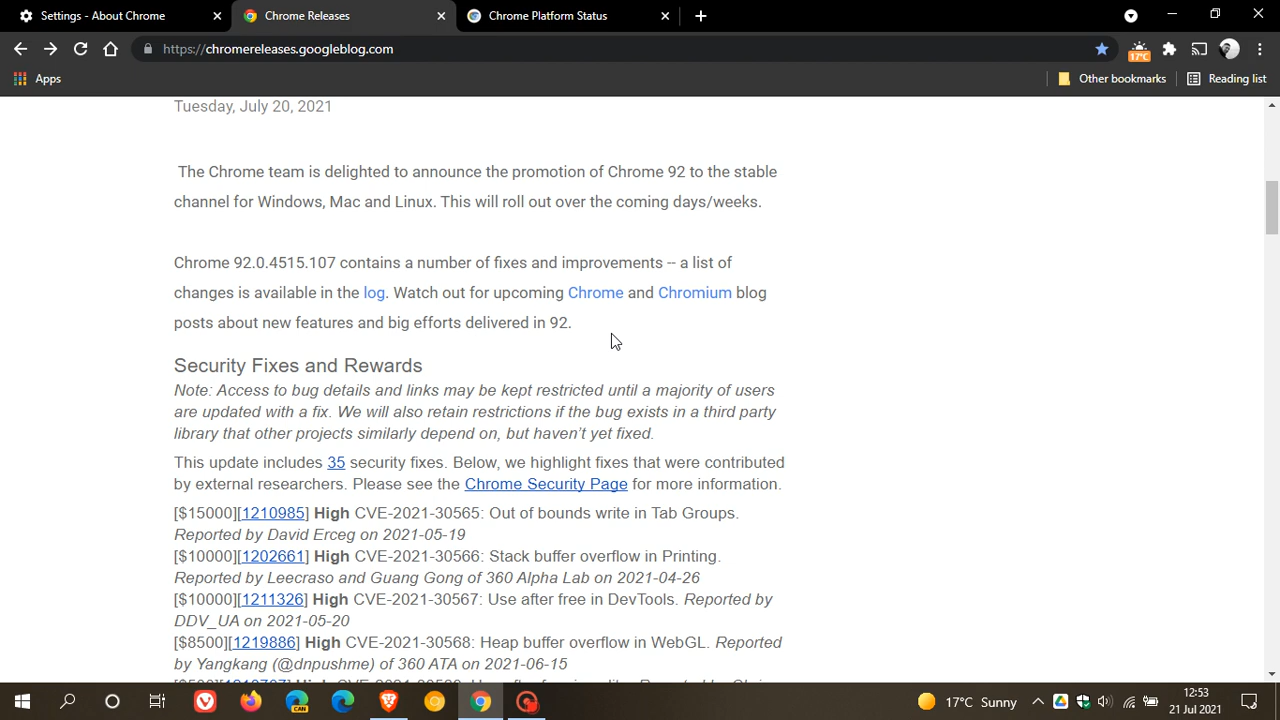 Settings - About Chrome
Chrome Releases
Chrome Platform Status
https://chromereleases.googleblog.com
17°C
Apps
Other bookmarks
Reading list
Tuesday, July 20, 2021
The Chrome team is delighted to announce the promotion of Chrome 92 to the stable
channel for Windows, Mac and Linux. This will roll out over the coming days/weeks.
Chrome 92.0.4515.107 contains a number of fixes and improvements -- a list of
changes is available in the log. Watch out for upcoming Chrome and Chromium blog
posts about new features and big efforts delivered in 92.
Security Fixes and Rewards
Note: Access to bug details and links may be kept restricted until a majority of users
are updated with a fix. We will also retain restrictions if the bug exists in a third party
library that other projects similarly depend on, but haven't yet fixed.
This update includes 35 security fixes. Below, we highlight fixes that were contributed
by external researchers. Please see the Chrome Security Page for more information.
[$15000][1210985] High CVE-2021-30565: Out of bounds write in Tab Groups.
Reported by David Erceg on 2021-05-19
[$10000][1202661] High CVE-2021-30566: Stack buffer overflow in Printing.
Reported by Leecraso and Guang Gong of 360 Alpha Lab on 2021-04-26
[$10000][1211326] High CVE-2021-30567: Use after free in DevTools. Reported by
DDV_UA on 2021-05-20
[$8500][1219886] High CVE-2021-30568: Heap buffer overflow in WebGL. Reported
by Yangkang (@dnpushme) of 360 ATA on 2021-06-15
CAN
17°C Sunny
12:53
21 Jul 2021